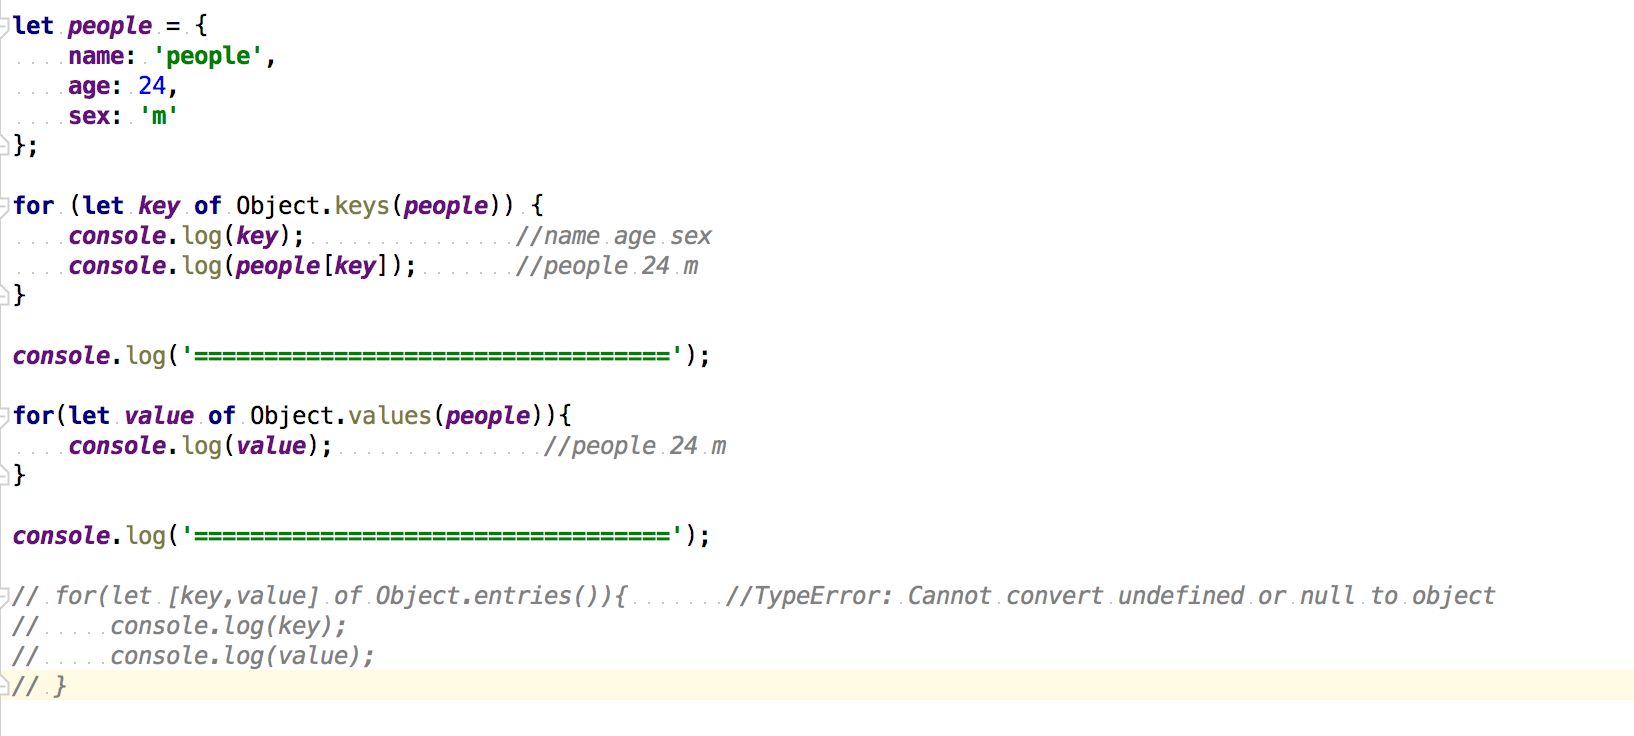 let people = {
    name: 'people',
    age: 24,
    sex: 'm'
};
for (let key of Object.keys(people)) {
    console.log(key);               //name age sex
    console.log(people[key]);       //people 24 m
}
console.log('==================================');
for(let value of Object.values(people)){
    console.log(value);               //people 24 m
}
console.log('==================================');
// for(let [key,value] of Object.entries()){       //TypeError: Cannot convert undefined or null to object
//     console.log(key);
//     console.log(value);
// }